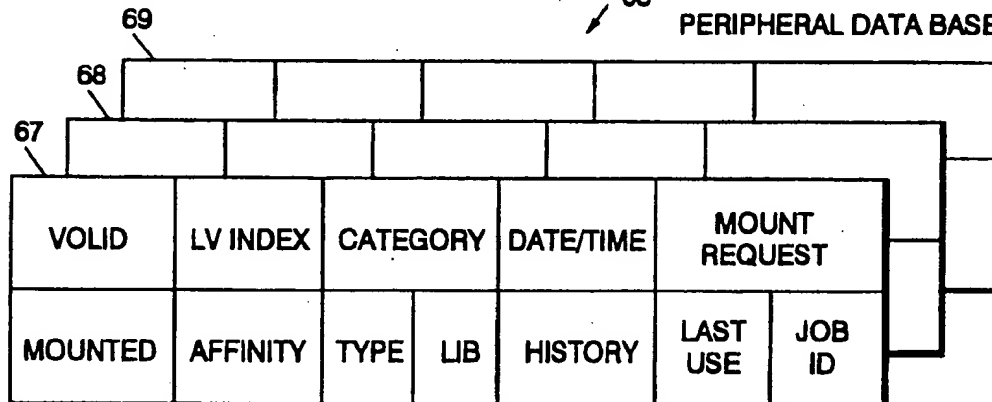 PERIPHERAL DATA BASE
69
68
67
VOLID LV INDEX CATEGORY DATE/TIME MOUNT REQUEST
MOUNTED AFFINITY TYPE LIB HISTORY LAST USE JOB ID